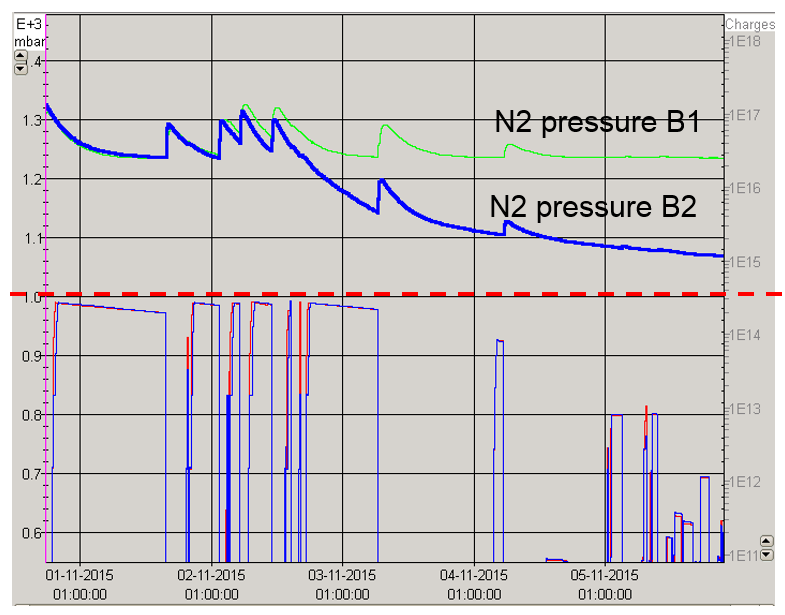 E+3
mbar
Charges
1E18
.4
N2 pressure B1
1.3
1E17
1.2
1E16
N2 pressure B2
1.1
1E15
1.0
1E14
0.9
0.8
1E13
0.7
1E12
0.6
1E11
01-11-2015 02-11-2015 03-11-2015 04-11-2015 05-11-2015
01:00:00 01:00:00 01:00:00 01:00:00 01:00:00